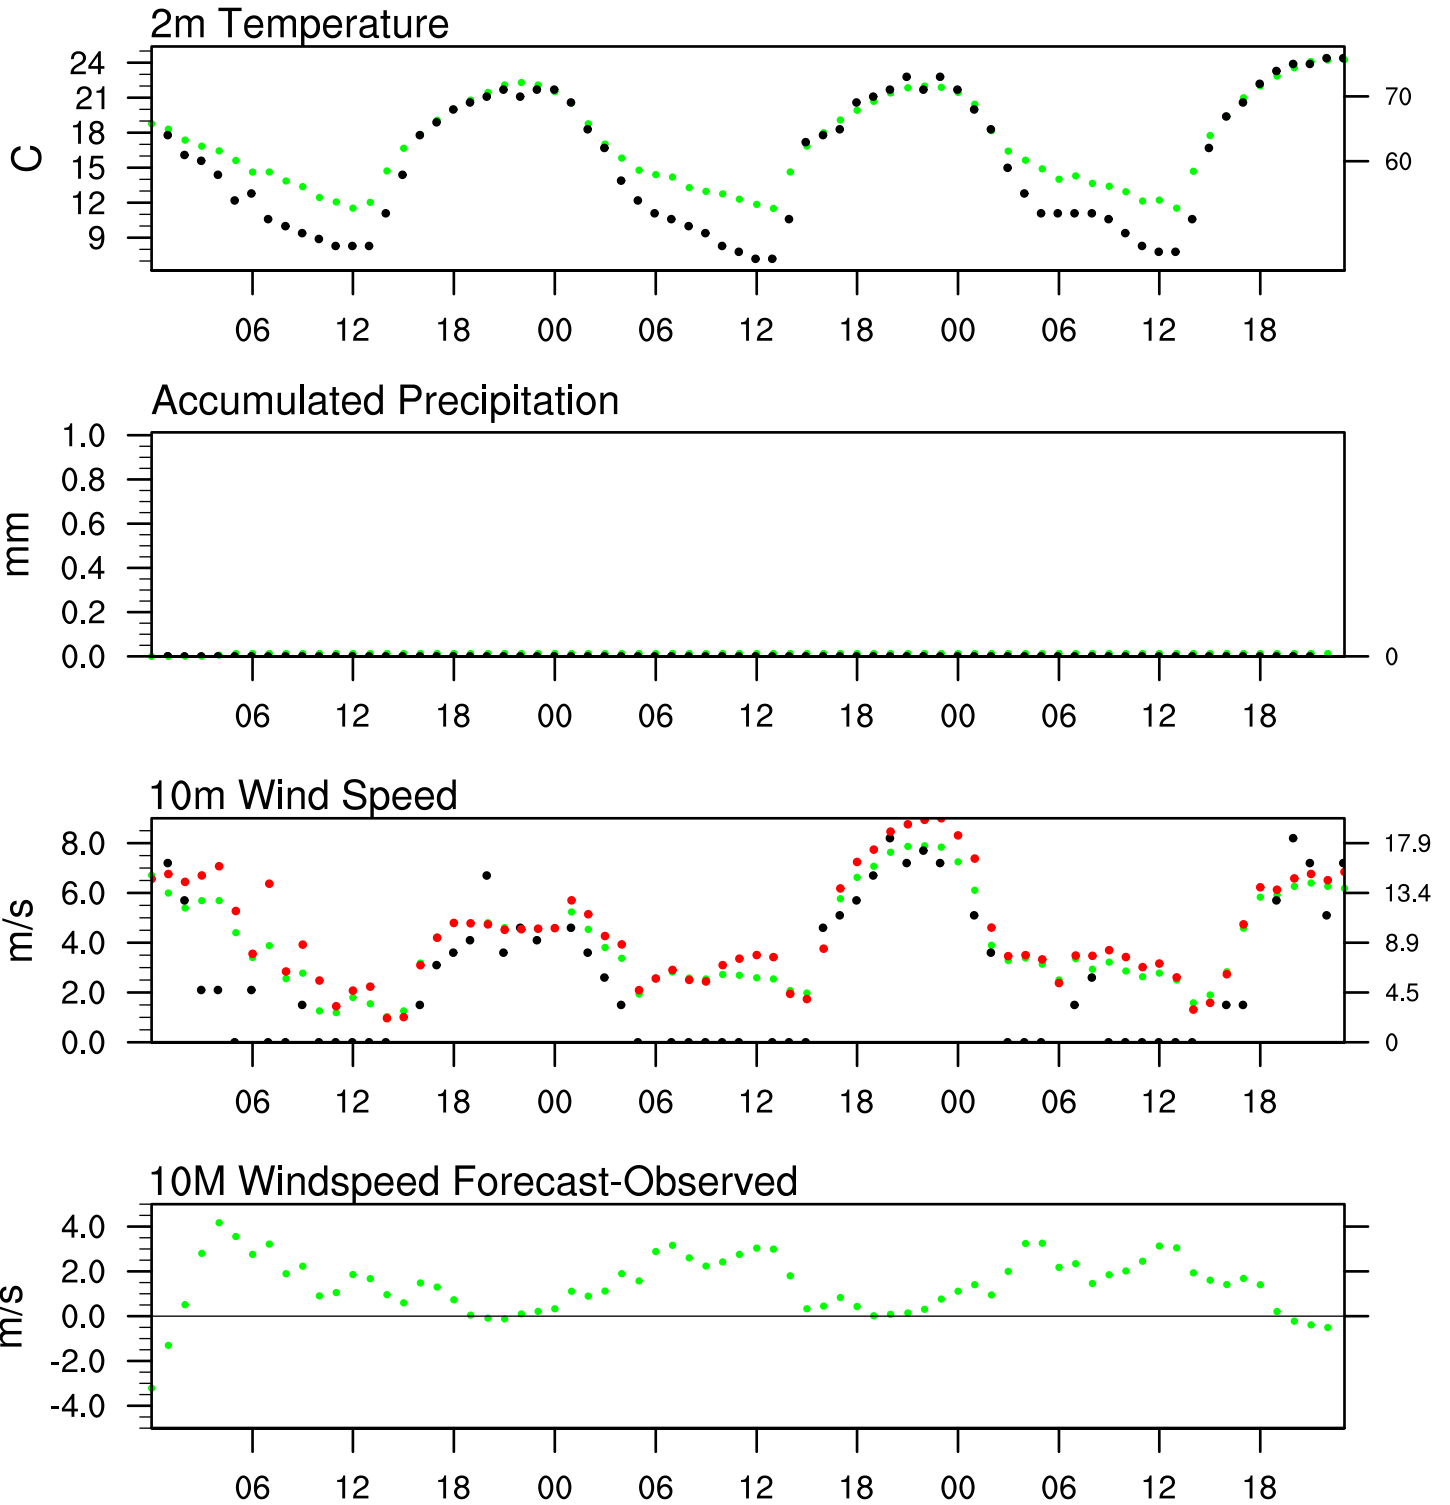 2m Temperature
24
21
18
15
12
9
C
70
60
06 12 18 00 06 12 18 00 06 12 18
Accumulated Precipitation
1.0
0.8
0.6
0.4
0.2
0.0
mm
0
06 12 18 00 06 12 18 00 06 12 18
10m Wind Speed
8.0
6.0
4.0
2.0
0.0
m/s
17.9
13.4
8.9
4.5
0
06 12 18 00 06 12 18 00 06 12 18
10M Windspeed Forecast-Observed
4.0
2.0
0.0
-2.0
-4.0
m/s
06 12 18 00 06 12 18 00 06 12 18